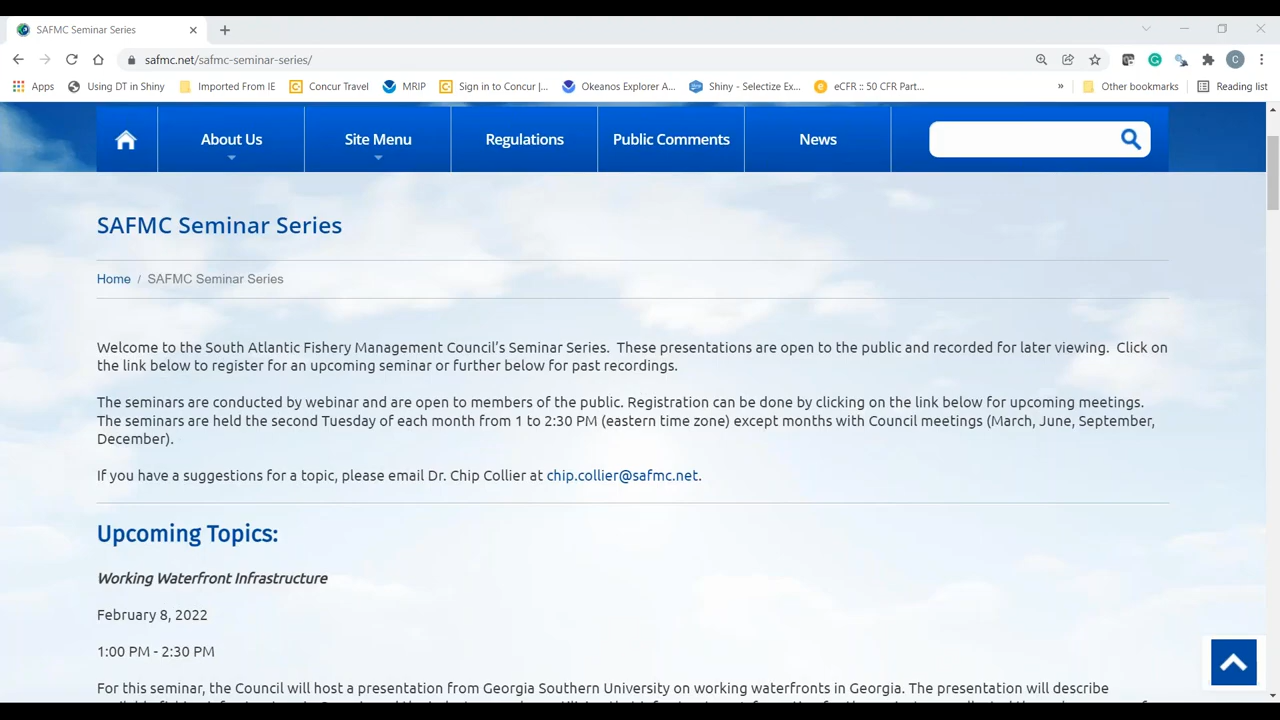 SAFMC Seminar Series
safmc.net/safmc-seminar-series/
C
Apps Using DT in Shiny Imported From IE Concur Travel MRIP Sign in to Concur |... Okeanos Explorer A... Shiny - Selectize Ex... eCFR :: 50 CFR Part... » Other bookmarks Reading list
About Us Site Menu Regulations Public Comments News
SAFMC Seminar Series
Home / SAFMC Seminar Series
Welcome to the South Atlantic Fishery Management Council’s Seminar Series. These presentations are open to the public and recorded for later viewing. Click on
the link below to register for an upcoming seminar or further below for past recordings.
The seminars are conducted by webinar and are open to members of the public. Registration can be done by clicking on the link below for upcoming meetings.
The seminars are held the second Tuesday of each month from 1 to 2:30 PM (eastern time zone) except months with Council meetings (March, June, September,
December).
If you have a suggestions for a topic, please email Dr. Chip Collier at chip.collier@safmc.net.
Upcoming Topics:
Working Waterfront Infrastructure
February 8, 2022
1:00 PM - 2:30 PM
For this seminar, the Council will host a presentation from Georgia Southern University on working waterfronts in Georgia. The presentation will describe